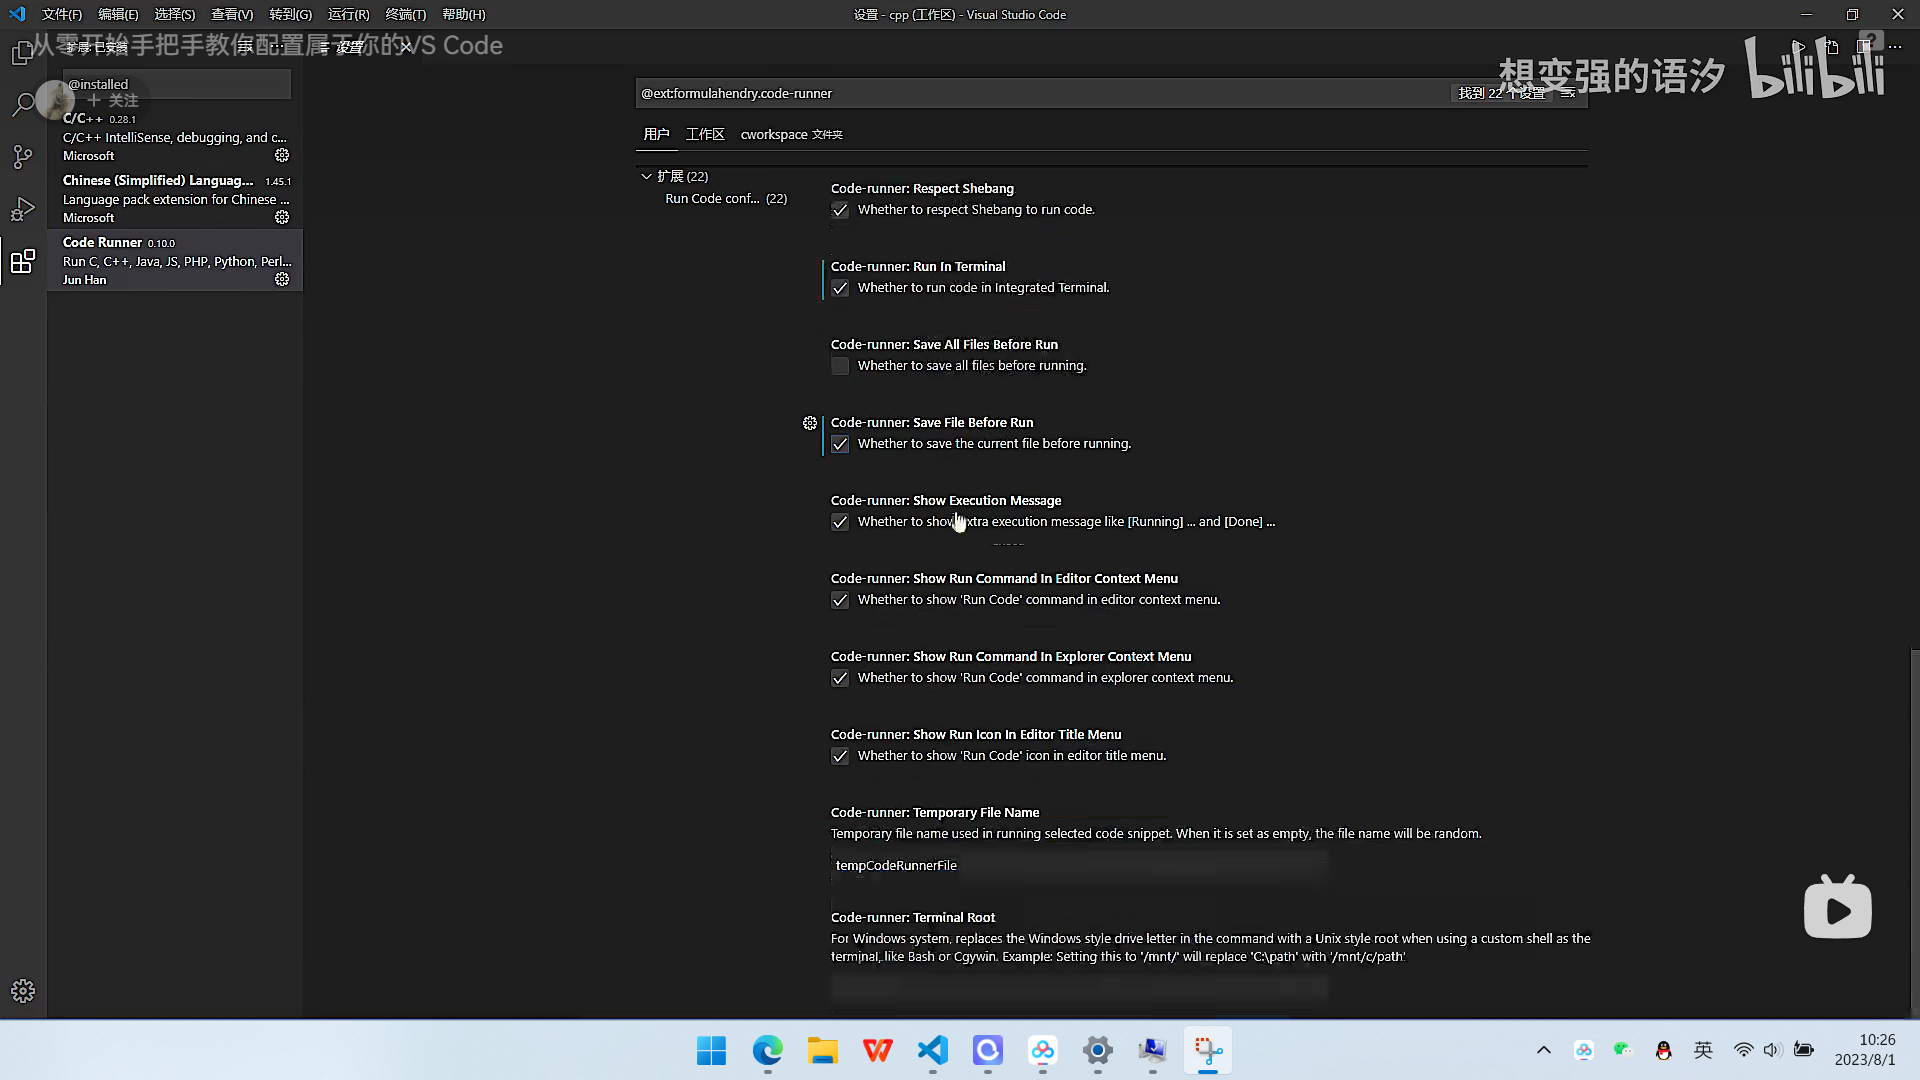 文件(F) 编辑(E) 选择(S) 查看(V) 转到(G) 运行(R) 终端(T) 帮助(H)
设置 - cpp (工作区) - Visual Studio Code
从零开始手把手教你配置属于你的VS Code
扩展: 已安装
设置
想变强的语汐 bilibili
@installed
关注
@ext:formulahendry.code-runner
找到 22 个设置
C/C++ 0.28.1
C/C++ IntelliSense, debugging, and c...
Microsoft
Chinese (Simplified) Languag... 1.45.1
Language pack extension for Chinese ...
Microsoft
Code Runner 0.10.0
Run C, C++, Java, JS, PHP, Python, Perl...
Jun Han
用户 工作区 cworkspace 文件夹
扩展 (22)
Run Code conf... (22)
Code-runner: Respect Shebang
Whether to respect Shebang to run code.
Code-runner: Run In Terminal
Whether to run code in Integrated Terminal.
Code-runner: Save All Files Before Run
Whether to save all files before running.
Code-runner: Save File Before Run
Whether to save the current file before running.
Code-runner: Show Execution Message
Whether to show extra execution message like [Running] ... and [Done] ...
Code-runner: Show Run Command In Editor Context Menu
Whether to show 'Run Code' command in editor context menu.
Code-runner: Show Run Command In Explorer Context Menu
Whether to show 'Run Code' command in explorer context menu.
Code-runner: Show Run Icon In Editor Title Menu
Whether to show 'Run Code' icon in editor title menu.
Code-runner: Temporary File Name
Temporary file name used in running selected code snippet. When it is set as empty, the file name will be random.
tempCodeRunnerFile
Code-runner: Terminal Root
For Windows system, replaces the Windows style drive letter in the command with a Unix style root when using a custom shell as the
terminal, like Bash or Cgywin. Example: Setting this to '/mnt/' will replace 'C:\path' with '/mnt/c/path'
英
10:26
2023/8/1